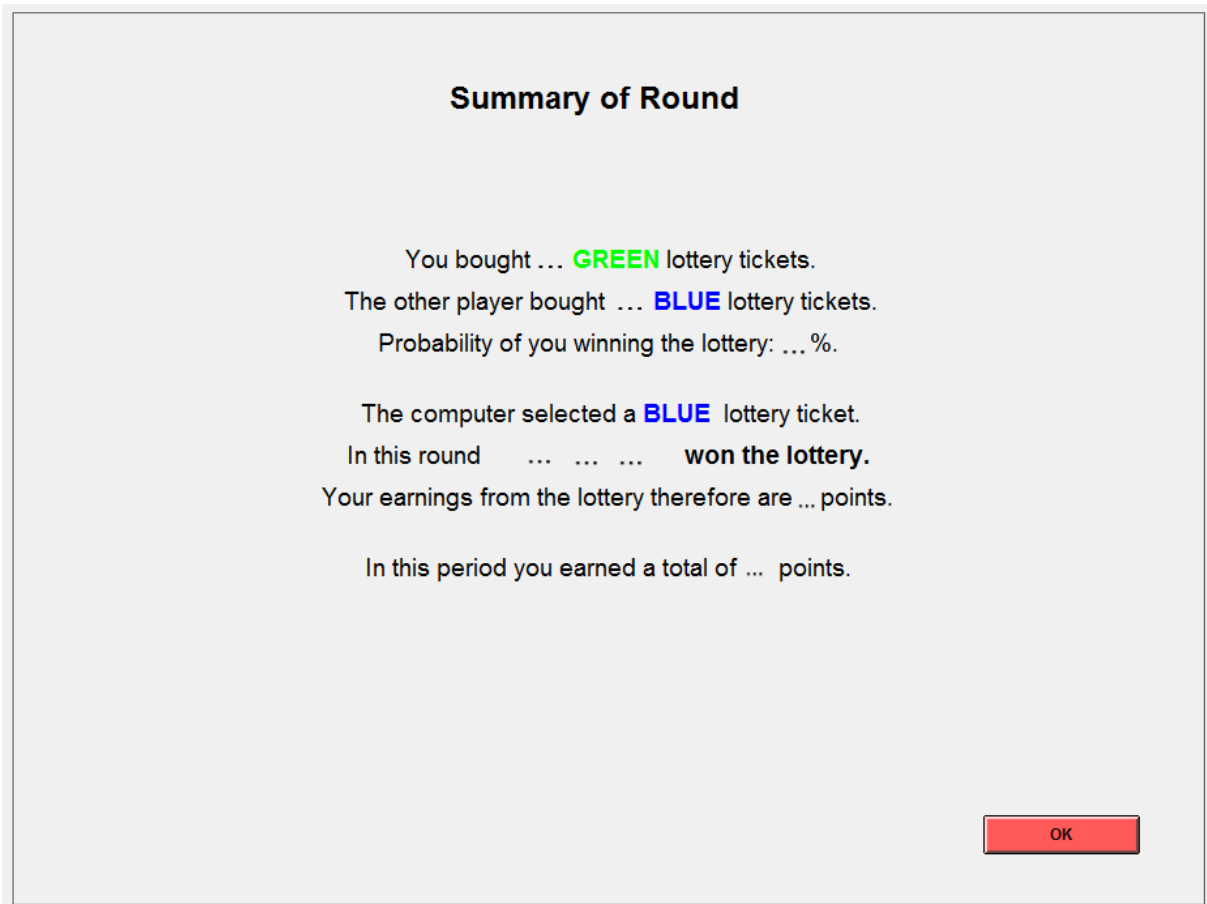 Summary of Round
You bought ... GREEN lottery tickets.
The other player bought ... BLUE lottery tickets.
Probability of you winning the lottery: ...%.
The computer selected a BLUE lottery ticket.
In this round ... ... ... won the lottery.
Your earnings from the lottery therefore are ... points.
In this period you earned a total of ... points.
OK